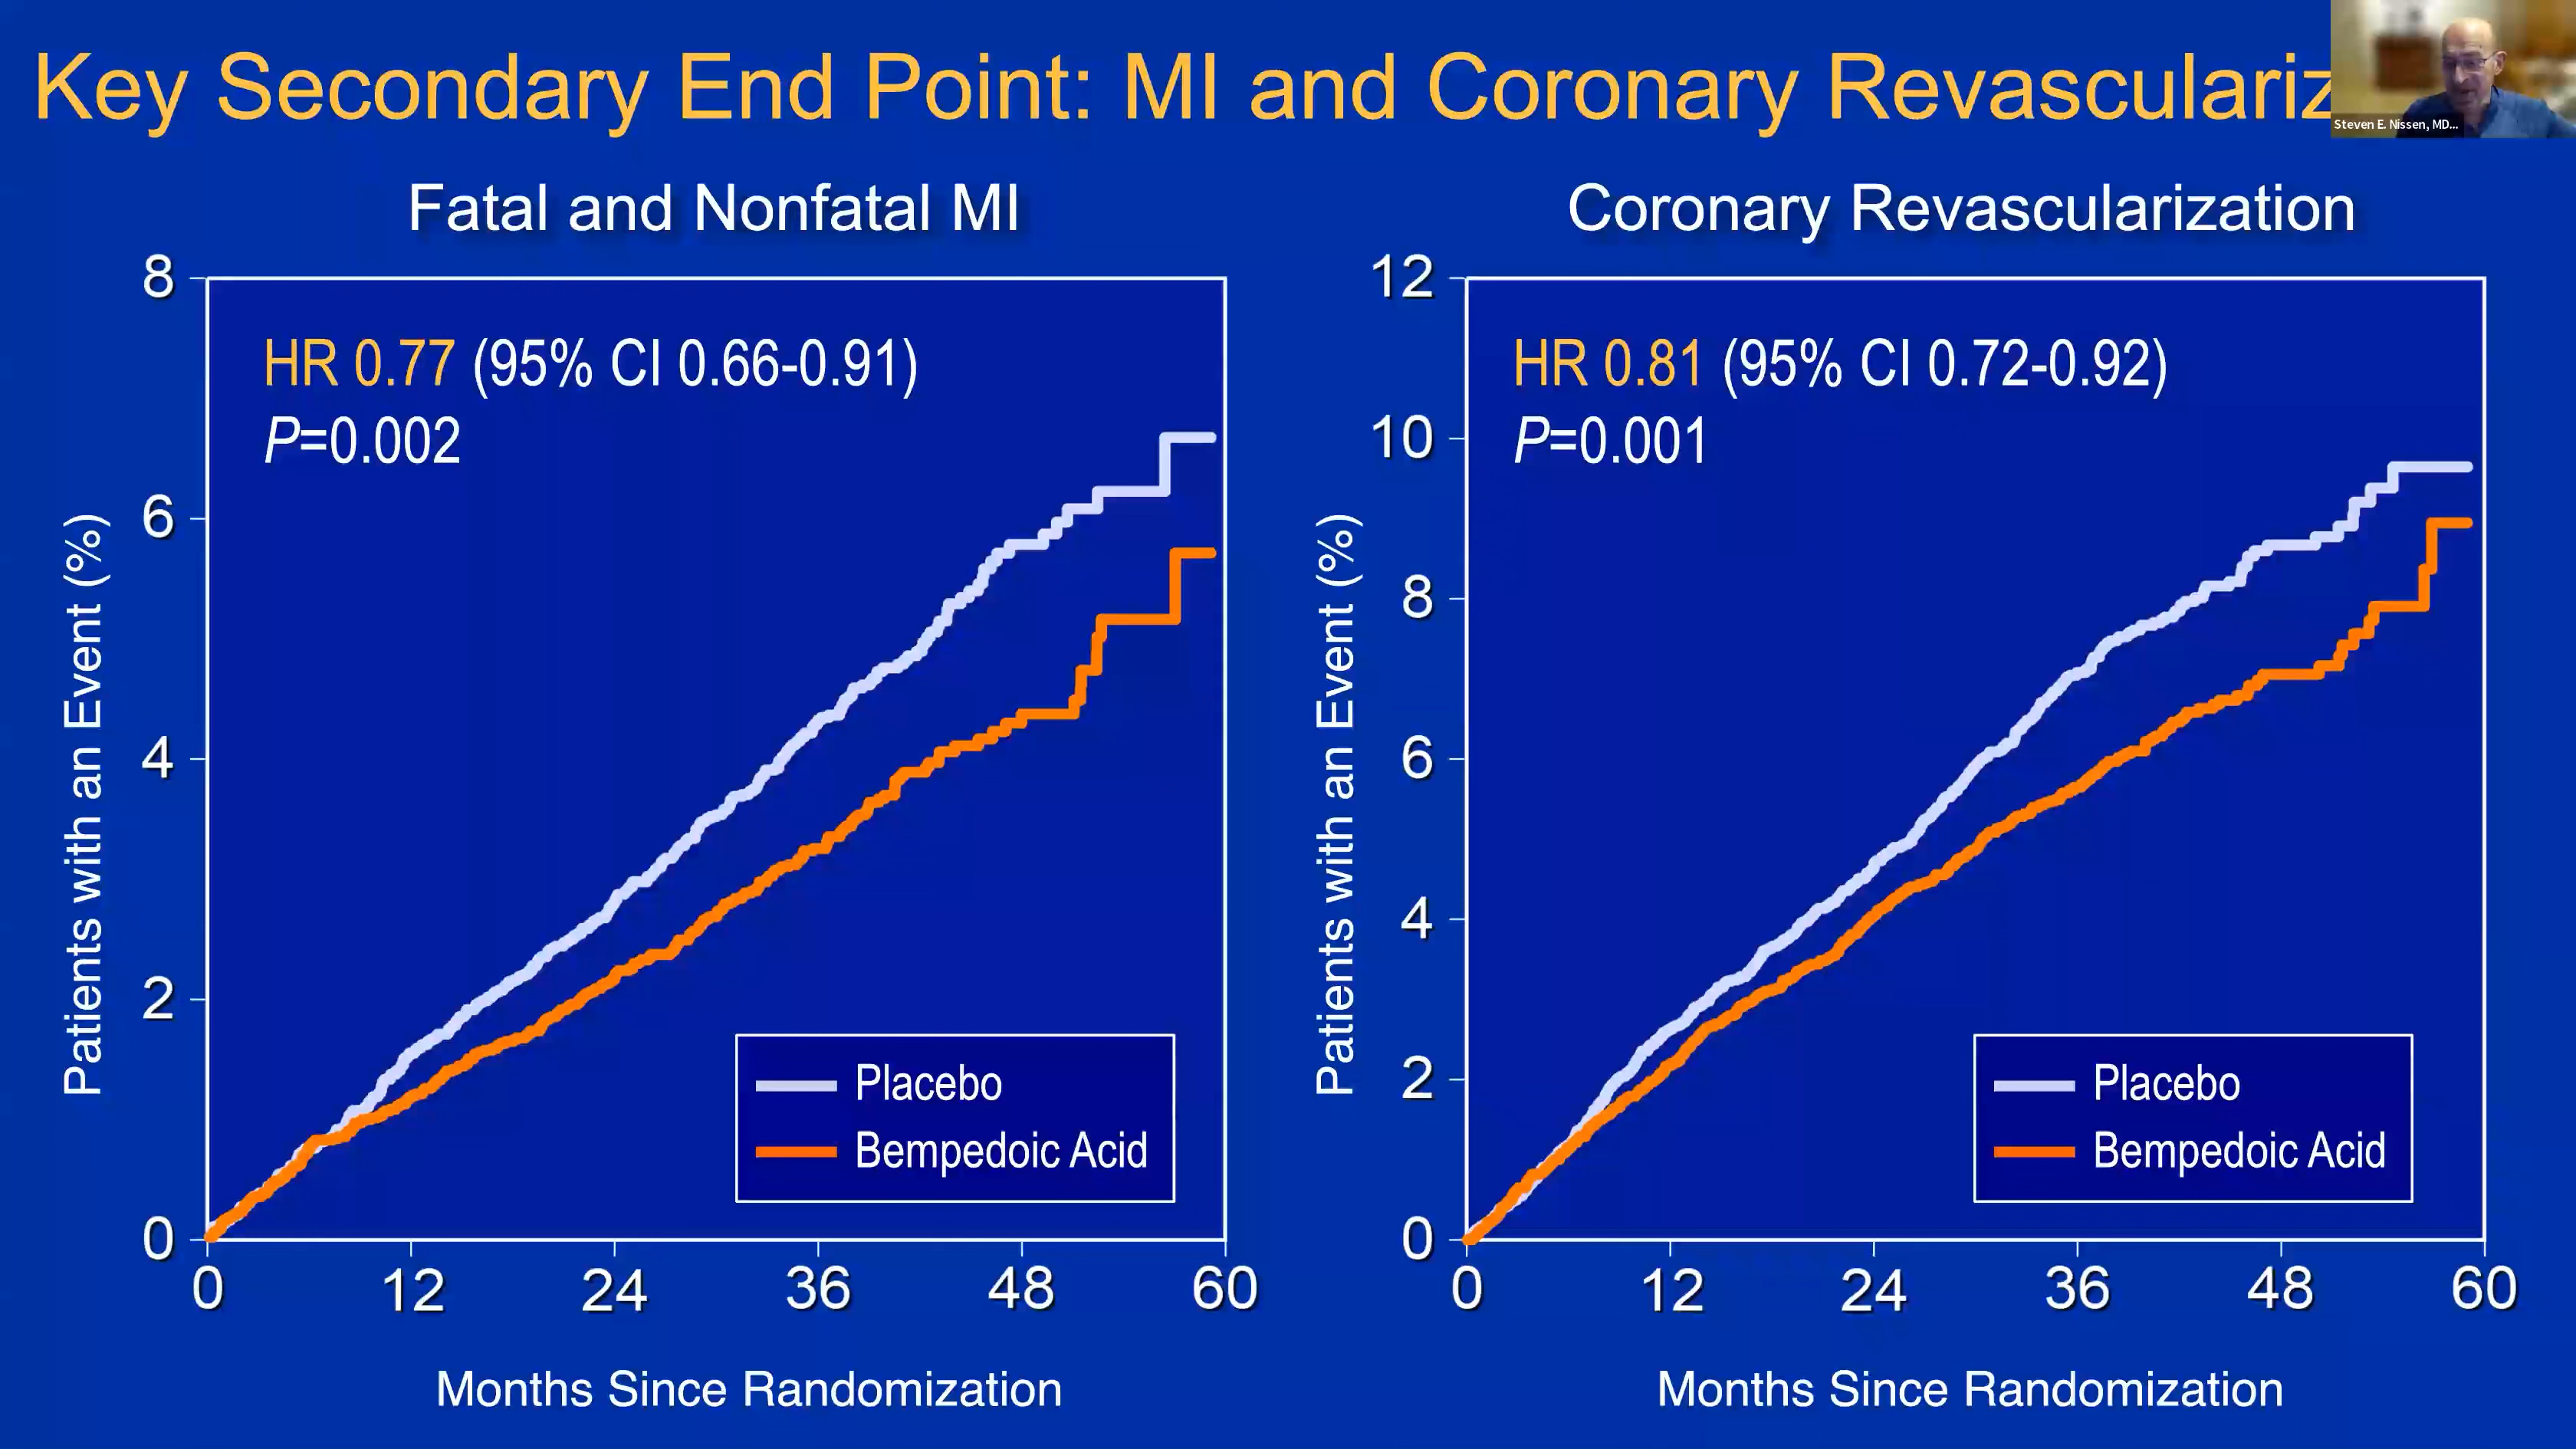 Key Secondary End Point: MI and Coronary Revasculariz
Steven E. Nissen, MD...
Fatal and Nonfatal MI
8
6
4
2
0
Patients with an Event (%)
HR 0.77 (95% CI 0.66-0.91)
P=0.002
Placebo
Bempedoic Acid
0 12 24 36 48 60
Months Since Randomization
Coronary Revascularization
12
10
8
6
4
2
0
Patients with an Event (%)
HR 0.81 (95% CI 0.72-0.92)
P=0.001
Placebo
Bempedoic Acid
0 12 24 36 48 60
Months Since Randomization